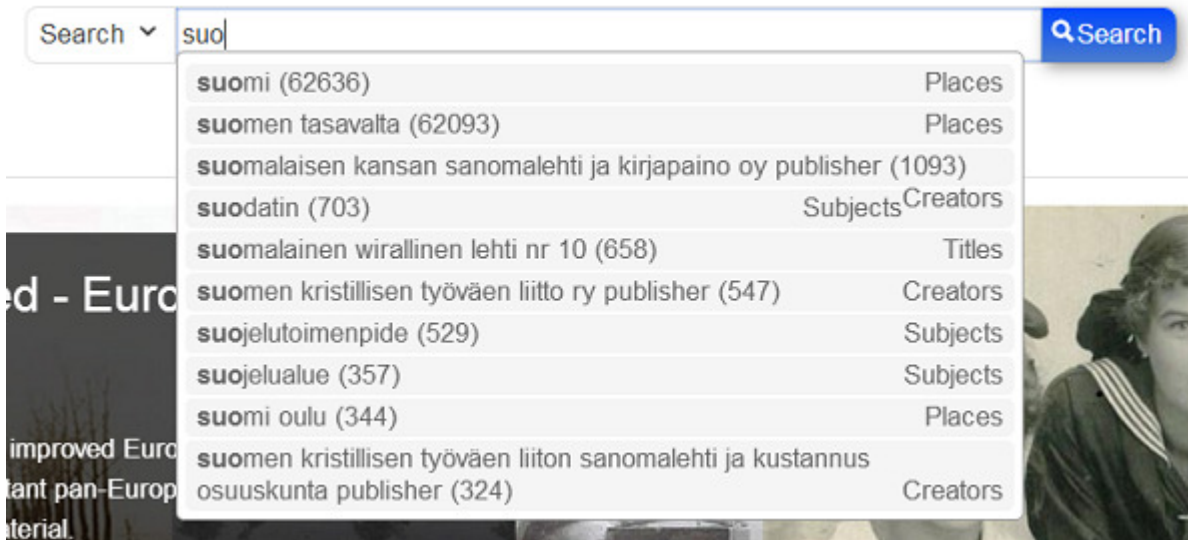 Search suo Search
suomi (62636) Places
suomen tasavalta (62093) Places
suomalaisen kansan sanomalehti ja kirjapaino oy publisher (1093)
Creators
suodatin (703) Subjects
suomalainen wirallinen lehti nr 10 (658) Titles
suomen kristillisen työväen liitto ry publisher (547) Creators
suojelutoimenpide (529) Subjects
suojelualue (357) Subjects
suomi oulu (344) Places
suomen kristillisen työväen liiton sanomalehti ja kustannus
osuuskunta publisher (324) Creators
ed - Euro
improved Euro
tant pan-Europ
aterial.